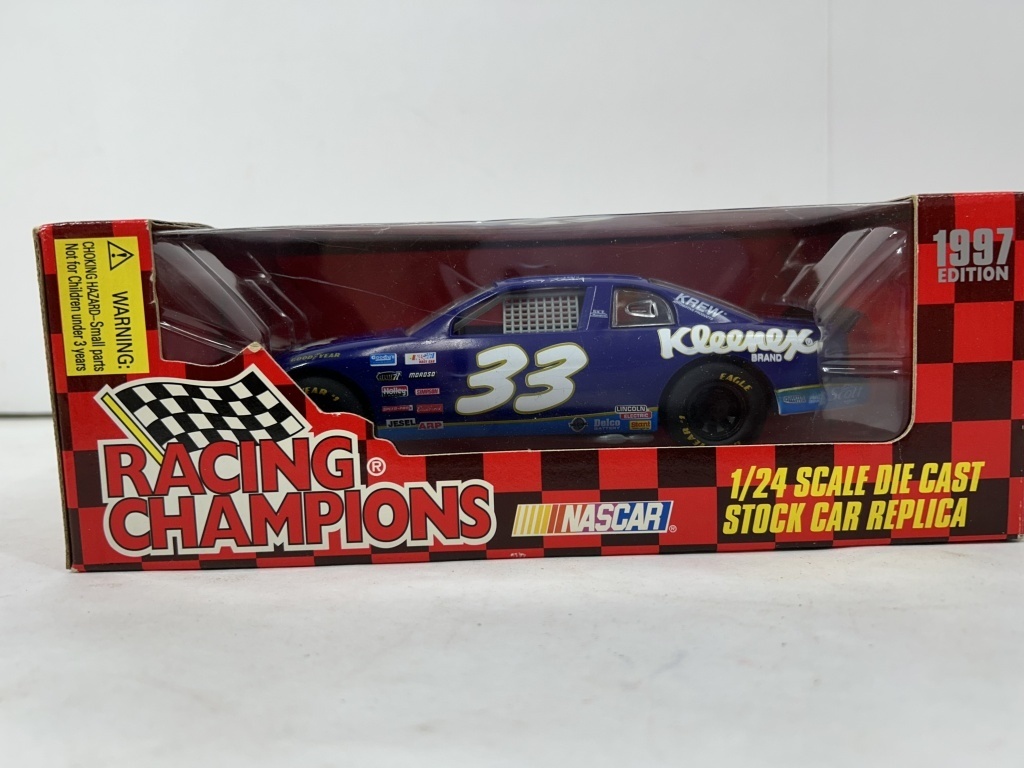 WARNING:
CHOKING HAZARD–Small parts
Not for Children under 3 years
1997
EDITION
KREW
Kleenex
BRAND
33
GOODYEAR
MOROSO
Holley
JESEL ARP
LINCOLN
ELECTRIC
Delco
EAGLE
RACING
CHAMPIONS®
NASCAR®
1/24 SCALE DIE CAST
STOCK CAR REPLICA